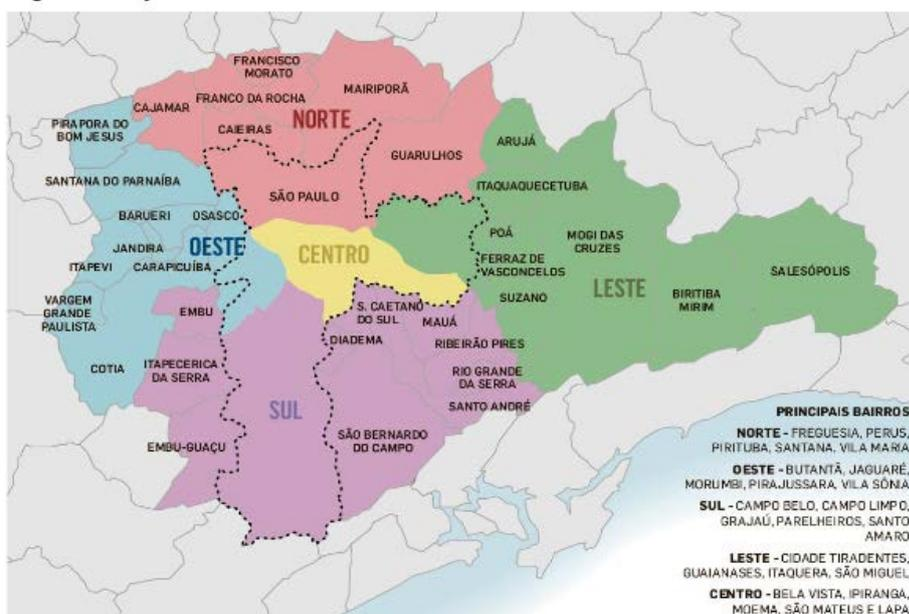 FRANCISCO
MORATO
MAIRIPORÃ
CAJAMAR
FRANCO DA ROCHA
NORTE
PIRAPORA DO
BOM JESUS
CAIEIRAS
ARUJÁ
GUARULHOS
SANTANA DO PARNAÍBA
SÃO PAULO
ITAQUAQUECETUBA
BARUERI
OSASCO
POÁ
MOGI DAS
CRUZES
JANDIRA
OESTE
CENTRO
ITAPEVI
CARAPICUÍBA
FERRAZ DE
VASCONCELOS
SALESÓPOLIS
LESTE
SUZANO
BIRITIBA
MIRIM
VARGEM
GRANDE
PAULISTA
EMBU
S. CAETANO
DO SUL
MAUÁ
DIADEMA
RIBEIRÃO PIRES
COTIA
ITAPECERICA
DA SERRA
RIO GRANDE
DA SERRA
SUL
SANTO ANDRÉ
EMBU-GUAÇU
SÃO BERNARDO
DO CAMPO
PRINCIPAIS BAIRROS
NORTE - FREGUESIA, PERUS,
PIRITUBA, SANTANA, VILA MARIA
OESTE - BUTANTÃ, JAGUARÉ,
MORUMBI, PIRAJUSSARA, VILA SÔNIA
SUL - CAMPO BELO, CAMPO LIMPO,
GRAJAÚ, PARELHEIROS, SANTO
AMARO
LESTE - CIDADE TIRADENTES,
GUAIANASES, ITAQUERA, SÃO MIGUEL
CENTRO - BELA VISTA, IPIRANGA,
MOEMA, SÃO MATEUS E LAPA